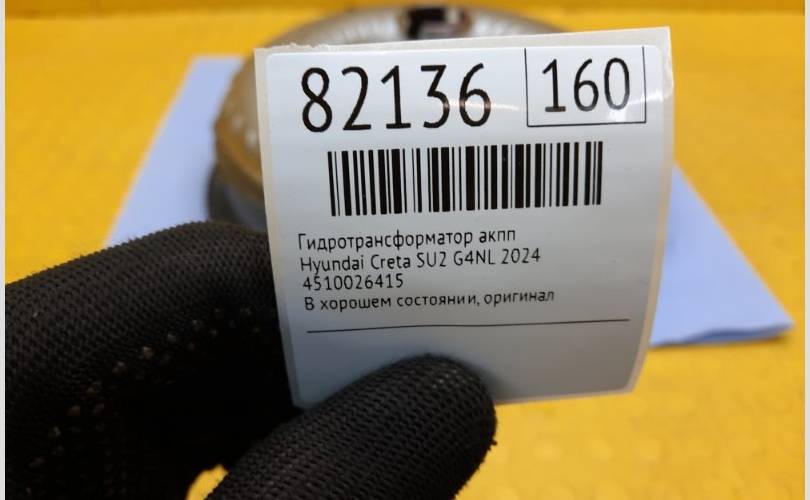 82136 160
Гидротрансформатор акпп
Hyundai Creta SU2 G4NL 2024
4510026415
В хорошем состоянии, оригинал